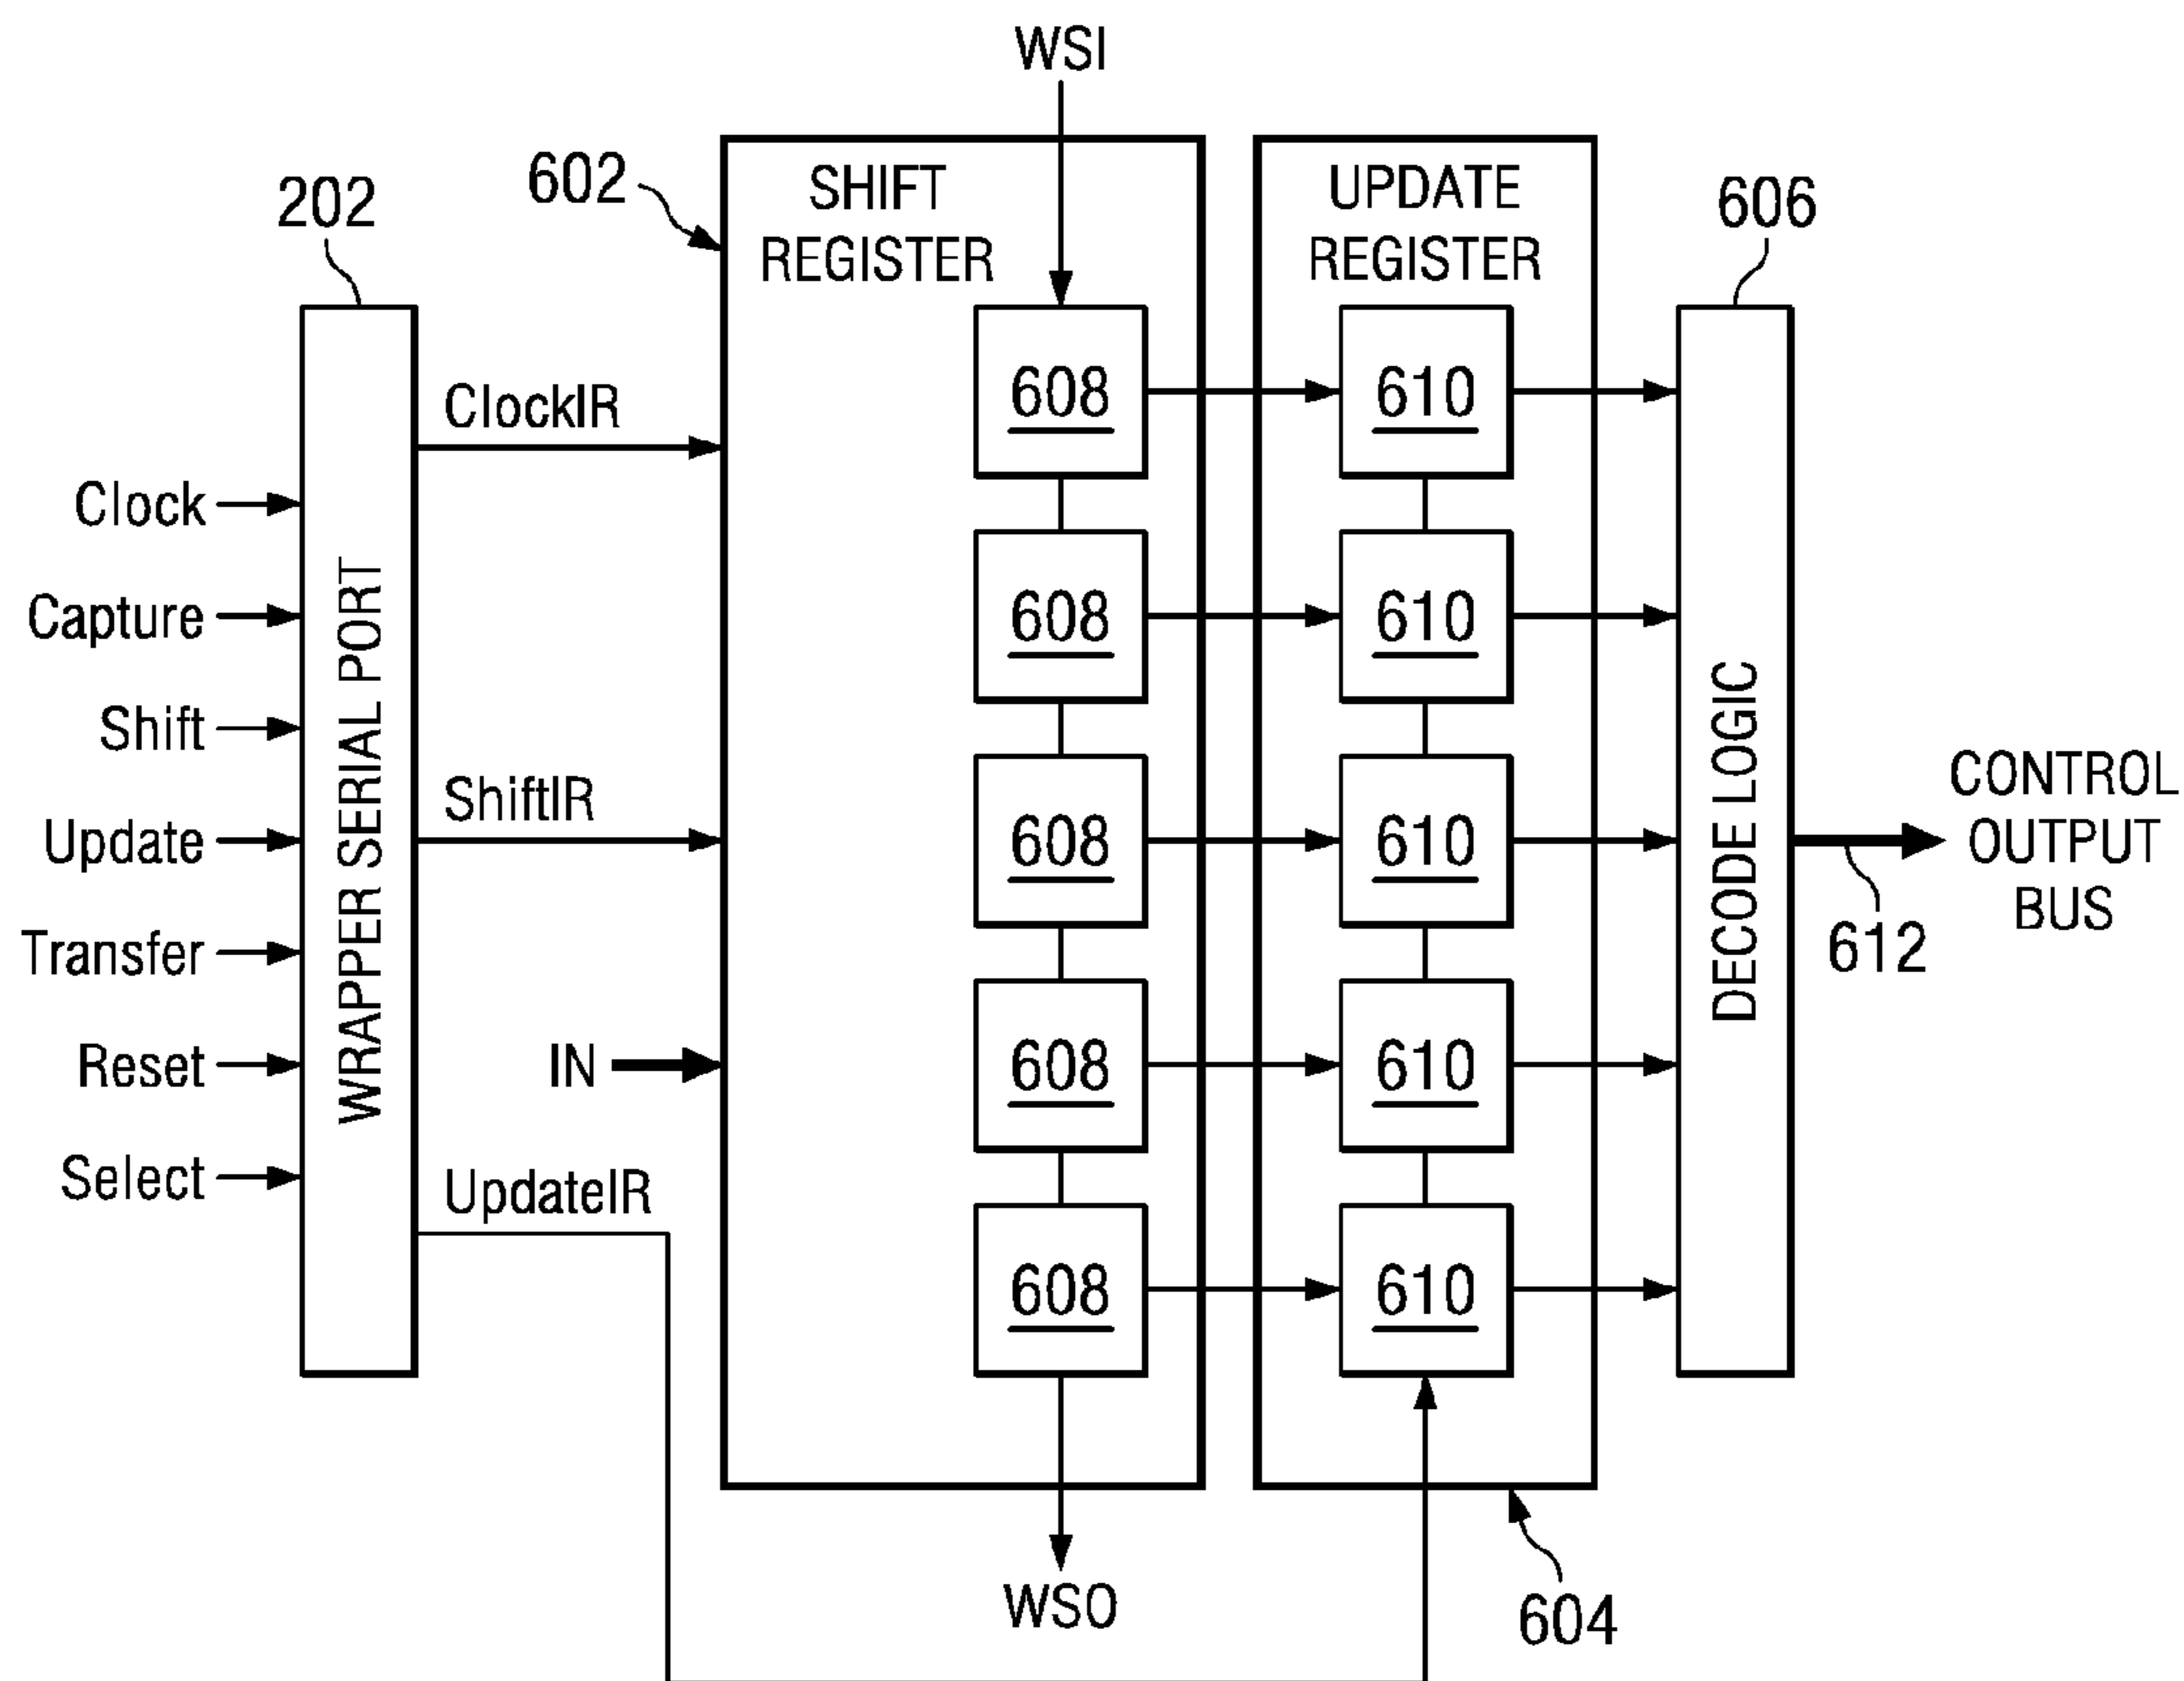 WSI
602
SHIFT
REGISTER
UPDATE
REGISTER
202
606
ClockIR
ShiftIR
IN
UpdateIR
Clock
Capture
Shift
Update
Transfer
Reset
Select
WRAPPER SERIAL PORT
608
610
608
610
608
610
608
610
608
610
DECODE LOGIC
CONTROL
OUTPUT
BUS
612
WSO
604